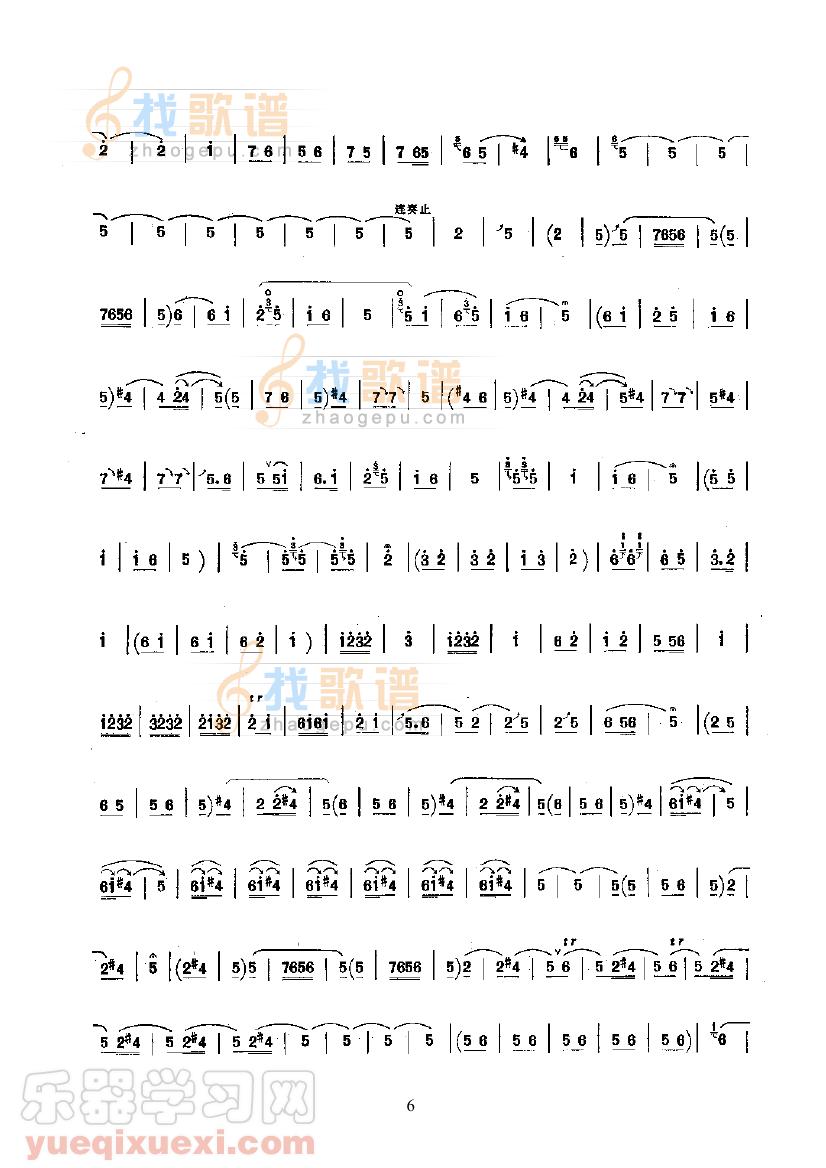 找歌谱
zhaogepu.com
2 | 2 | i | 7 6 | 5 6 | 7 5 | 7 65 | 6 5 | #4 | 6 | 5 | 5 | 5 |
连奏止
5 | 5 | 5 | 5 | 5 | 5 | 5 | 2 | 5 | (2 | 5) 5 | 7656 | 5 (5 |
7656 | 5) 6 | 6 i | 2 5 | i 6 | 5 | 5 i | 6 5 | i 6 | 5 | (6 i | 2 5 | i 6 |
找歌谱
zhaogepu.com
5) #4 | 4 24 | 5 (5 | 7 6 | 5) #4 | 7 7 | 5 | (#4 6 | 5) #4 | 4 24 | 5 #4 | 7 7 | 5 #4 |
7 #4 | 7 7 | 5. 6 | 5 5i | 6. i | 2 5 | i 6 | 5 | 5 5 | i | i 6 | 5 | (5 5 |
i | i 6 | 5 ) | 5 | 5 5 | 5 5 | 2 | (3 2 | 3 2 | i 3 | 2 ) | 6 6 | 6 5 | 3. 2 |
i | (6 i | 6 i | 6 2 | i ) | i232 | 3 | i232 | i | 6 2 | i 2 | 5 56 | i |
找歌谱
zhaogepu.com
tr
i232 | 3232 | 2i32 | 2 i | 6i6i | 2 i | 5. 6 | 5 2 | 2 5 | 2 5 | 6 56 | 5 | (2 5 |
6 5 | 5 6 | 5) #4 | 2 2#4 | 5 (6 | 5 6 | 5) #4 | 2 2#4 | 5 (6 | 5 6 | 5) #4 | 6i#4 | 5 |
6i#4 | 5 | 6i#4 | 6i#4 | 6i#4 | 6i#4 | 6i#4 | 6i#4 | 5 | 5 | 5 (5 | 5 6 | 5) 2 |
tr tr
2#4 | 5 | (2#4 | 5) 5 | 7656 | 5 (5 | 7656 | 5) 2 | 2#4 | 5 6 | 5 2#4 | 5 6 | 5 2#4 |
5 2#4 | 5 2#4 | 5 2#4 | 5 | 5 | 5 | 5 | (5 6 | 5 6 | 5 6 | 5 6 | 5 6) | 6
乐器学习网
yueqixuexi.com
6